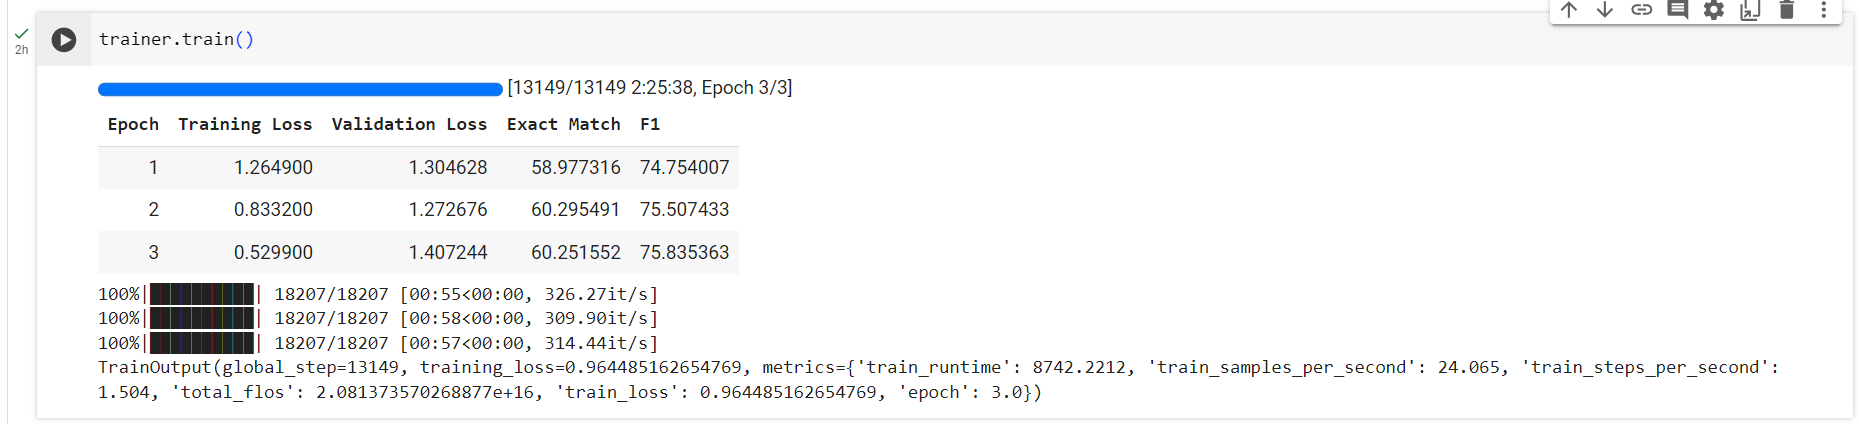 trainer.train()
2h
[13149/13149 2:25:38, Epoch 3/3]
Epoch Training Loss Validation Loss Exact Match F1
1 1.264900 1.304628 58.977316 74.754007
2 0.833200 1.272676 60.295491 75.507433
3 0.529900 1.407244 60.251552 75.835363
100%|██████████| 18207/18207 [00:55<00:00, 326.27it/s]
100%|██████████| 18207/18207 [00:58<00:00, 309.90it/s]
100%|██████████| 18207/18207 [00:57<00:00, 314.44it/s]
TrainOutput(global_step=13149, training_loss=0.964485162654769, metrics={'train_runtime': 8742.2212, 'train_samples_per_second': 24.065, 'train_steps_per_second':
1.504, 'total_flos': 2.081373570268877e+16, 'train_loss': 0.964485162654769, 'epoch': 3.0})